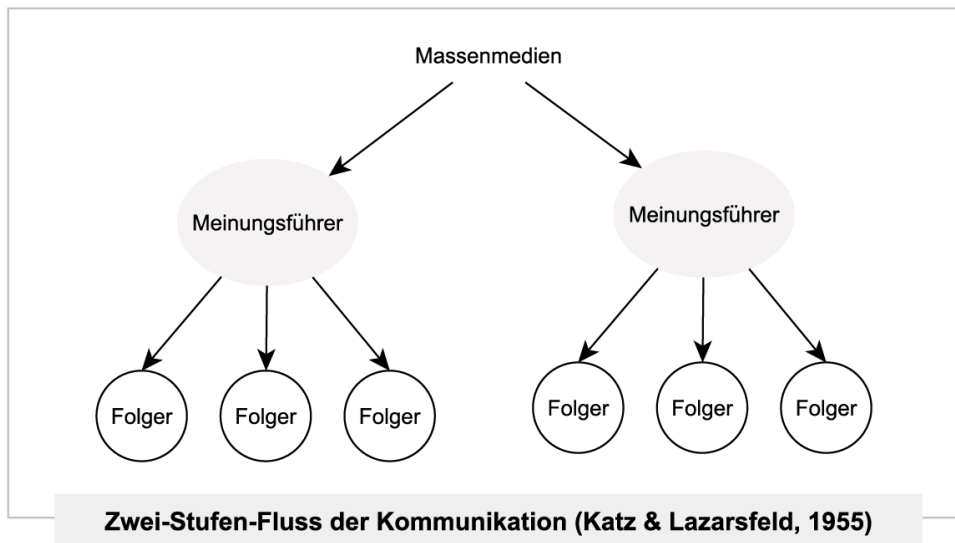 Massenmedien
Meinungsführer
Meinungsführer
Folger
Folger
Folger
Folger
Folger
Folger
Zwei-Stufen-Fluss der Kommunikation (Katz & Lazarsfeld, 1955)